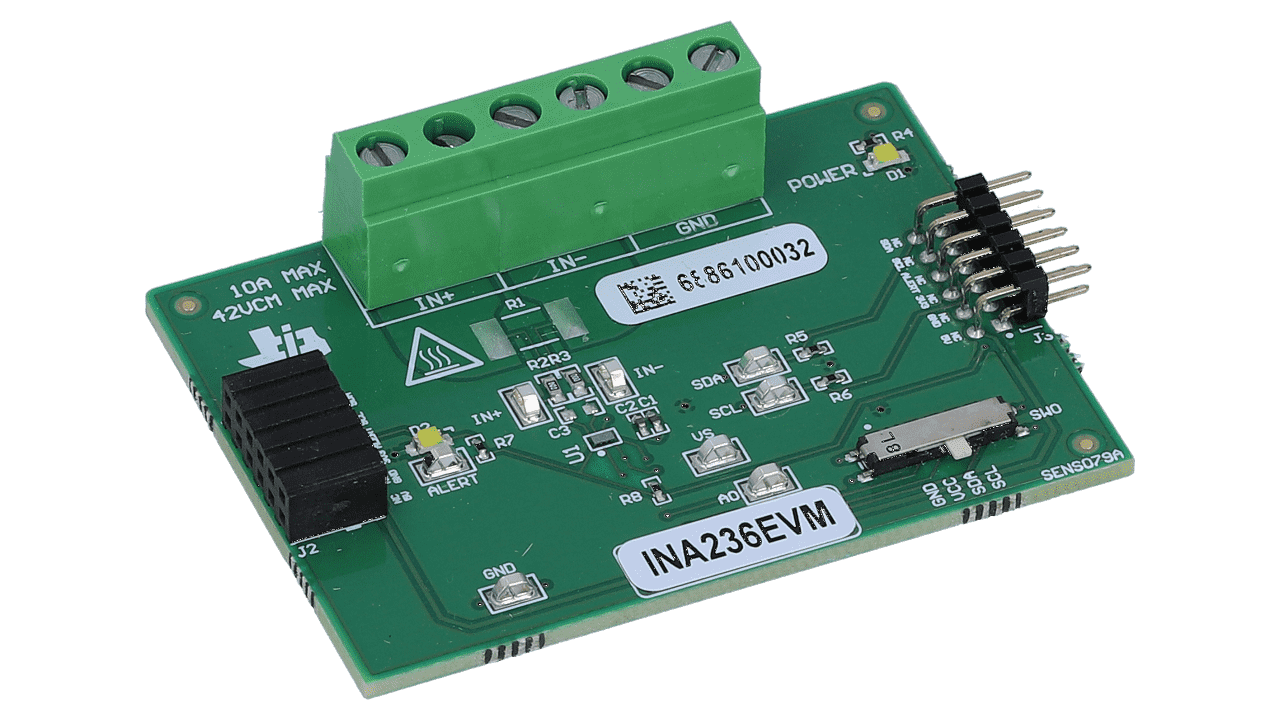 R4
POWER
D1
GND
IN-
IN+
10A MAX
42VCM MAX
6886100032
R1
R2R3
IN-
R5
SDA
SCL
R6
IN+
C2C1
C3
U1
VS
D2
R7
ALERT
R8
A0
SW0
J3
SENS079A
GND
VCC
SDA
SCL
INA236EVM
J2
GND